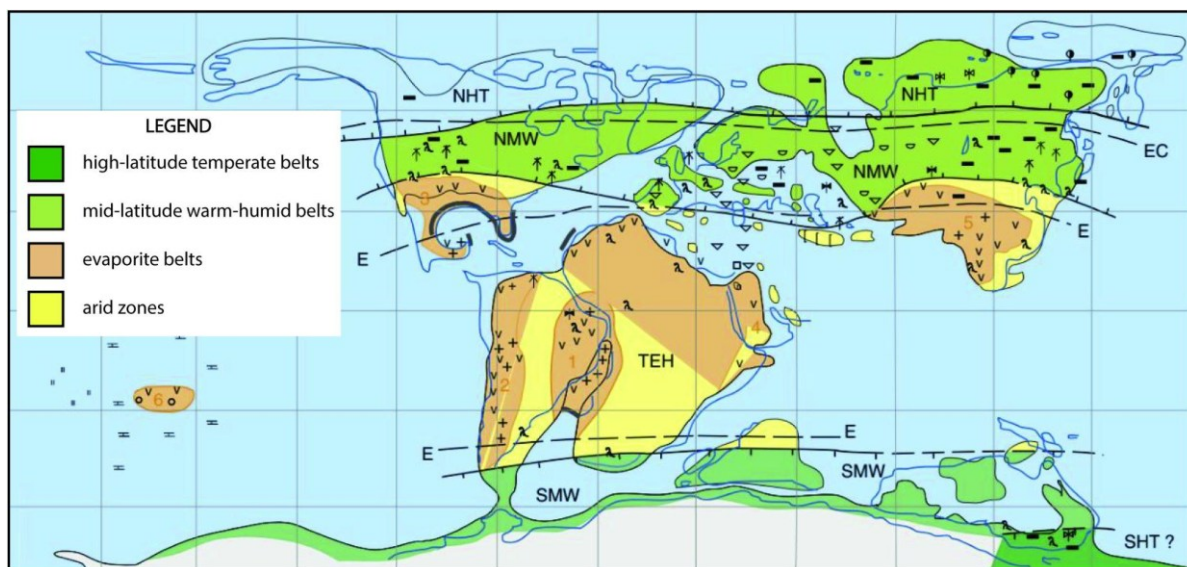 NHT
NHT
LEGEND
high-latitude temperate belts
mid-latitude warm-humid belts
evaporite belts
arid zones
NMW
EC
NMW
3
5
E
E
4
TEH
1
2
6
E
E
SMW
SMW
SHT ?